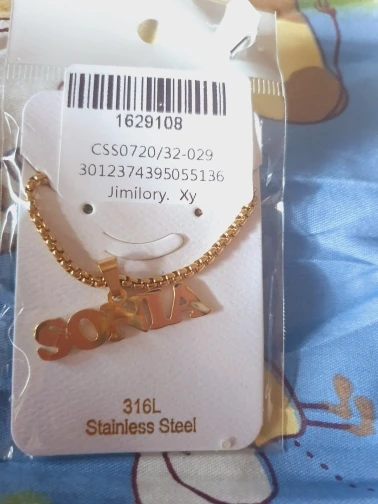 1629108
CSS0720/32-029
3012374395055136
Jimilory. Xy
SONIA
316L
Stainless Steel